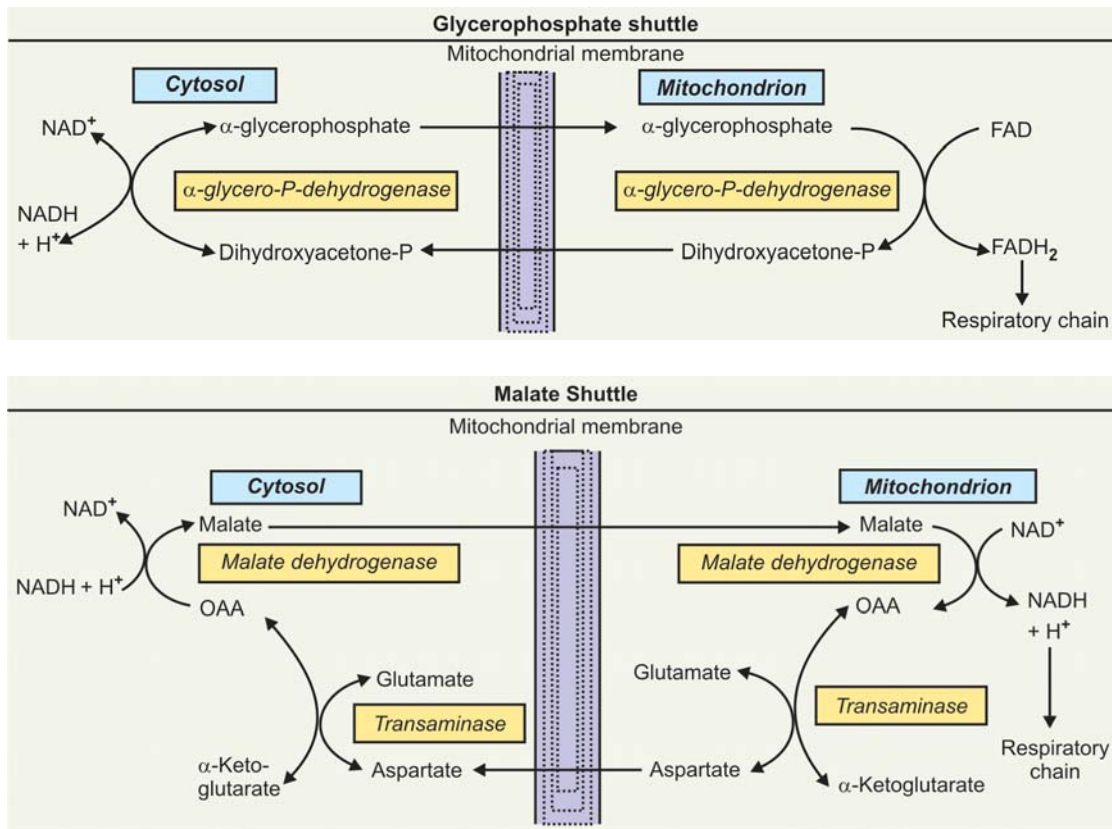 Glycerophosphate shuttle
Mitochondrial membrane
Cytosol
Mitochondrion
NAD+
α-glycerophosphate
α-glycerophosphate
FAD
α-glycero-P-dehydrogenase
α-glycero-P-dehydrogenase
NADH
+ H+
Dihydroxyacetone-P
Dihydroxyacetone-P
FADH2
Respiratory chain
Malate Shuttle
Mitochondrial membrane
Cytosol
Mitochondrion
NAD+
Malate
Malate
NAD+
Malate dehydrogenase
Malate dehydrogenase
NADH + H+
OAA
OAA
NADH
+ H+
Glutamate
Glutamate
Transaminase
Transaminase
α-Keto-
glutarate
Aspartate
Aspartate
α-Ketoglutarate
Respiratory
chain